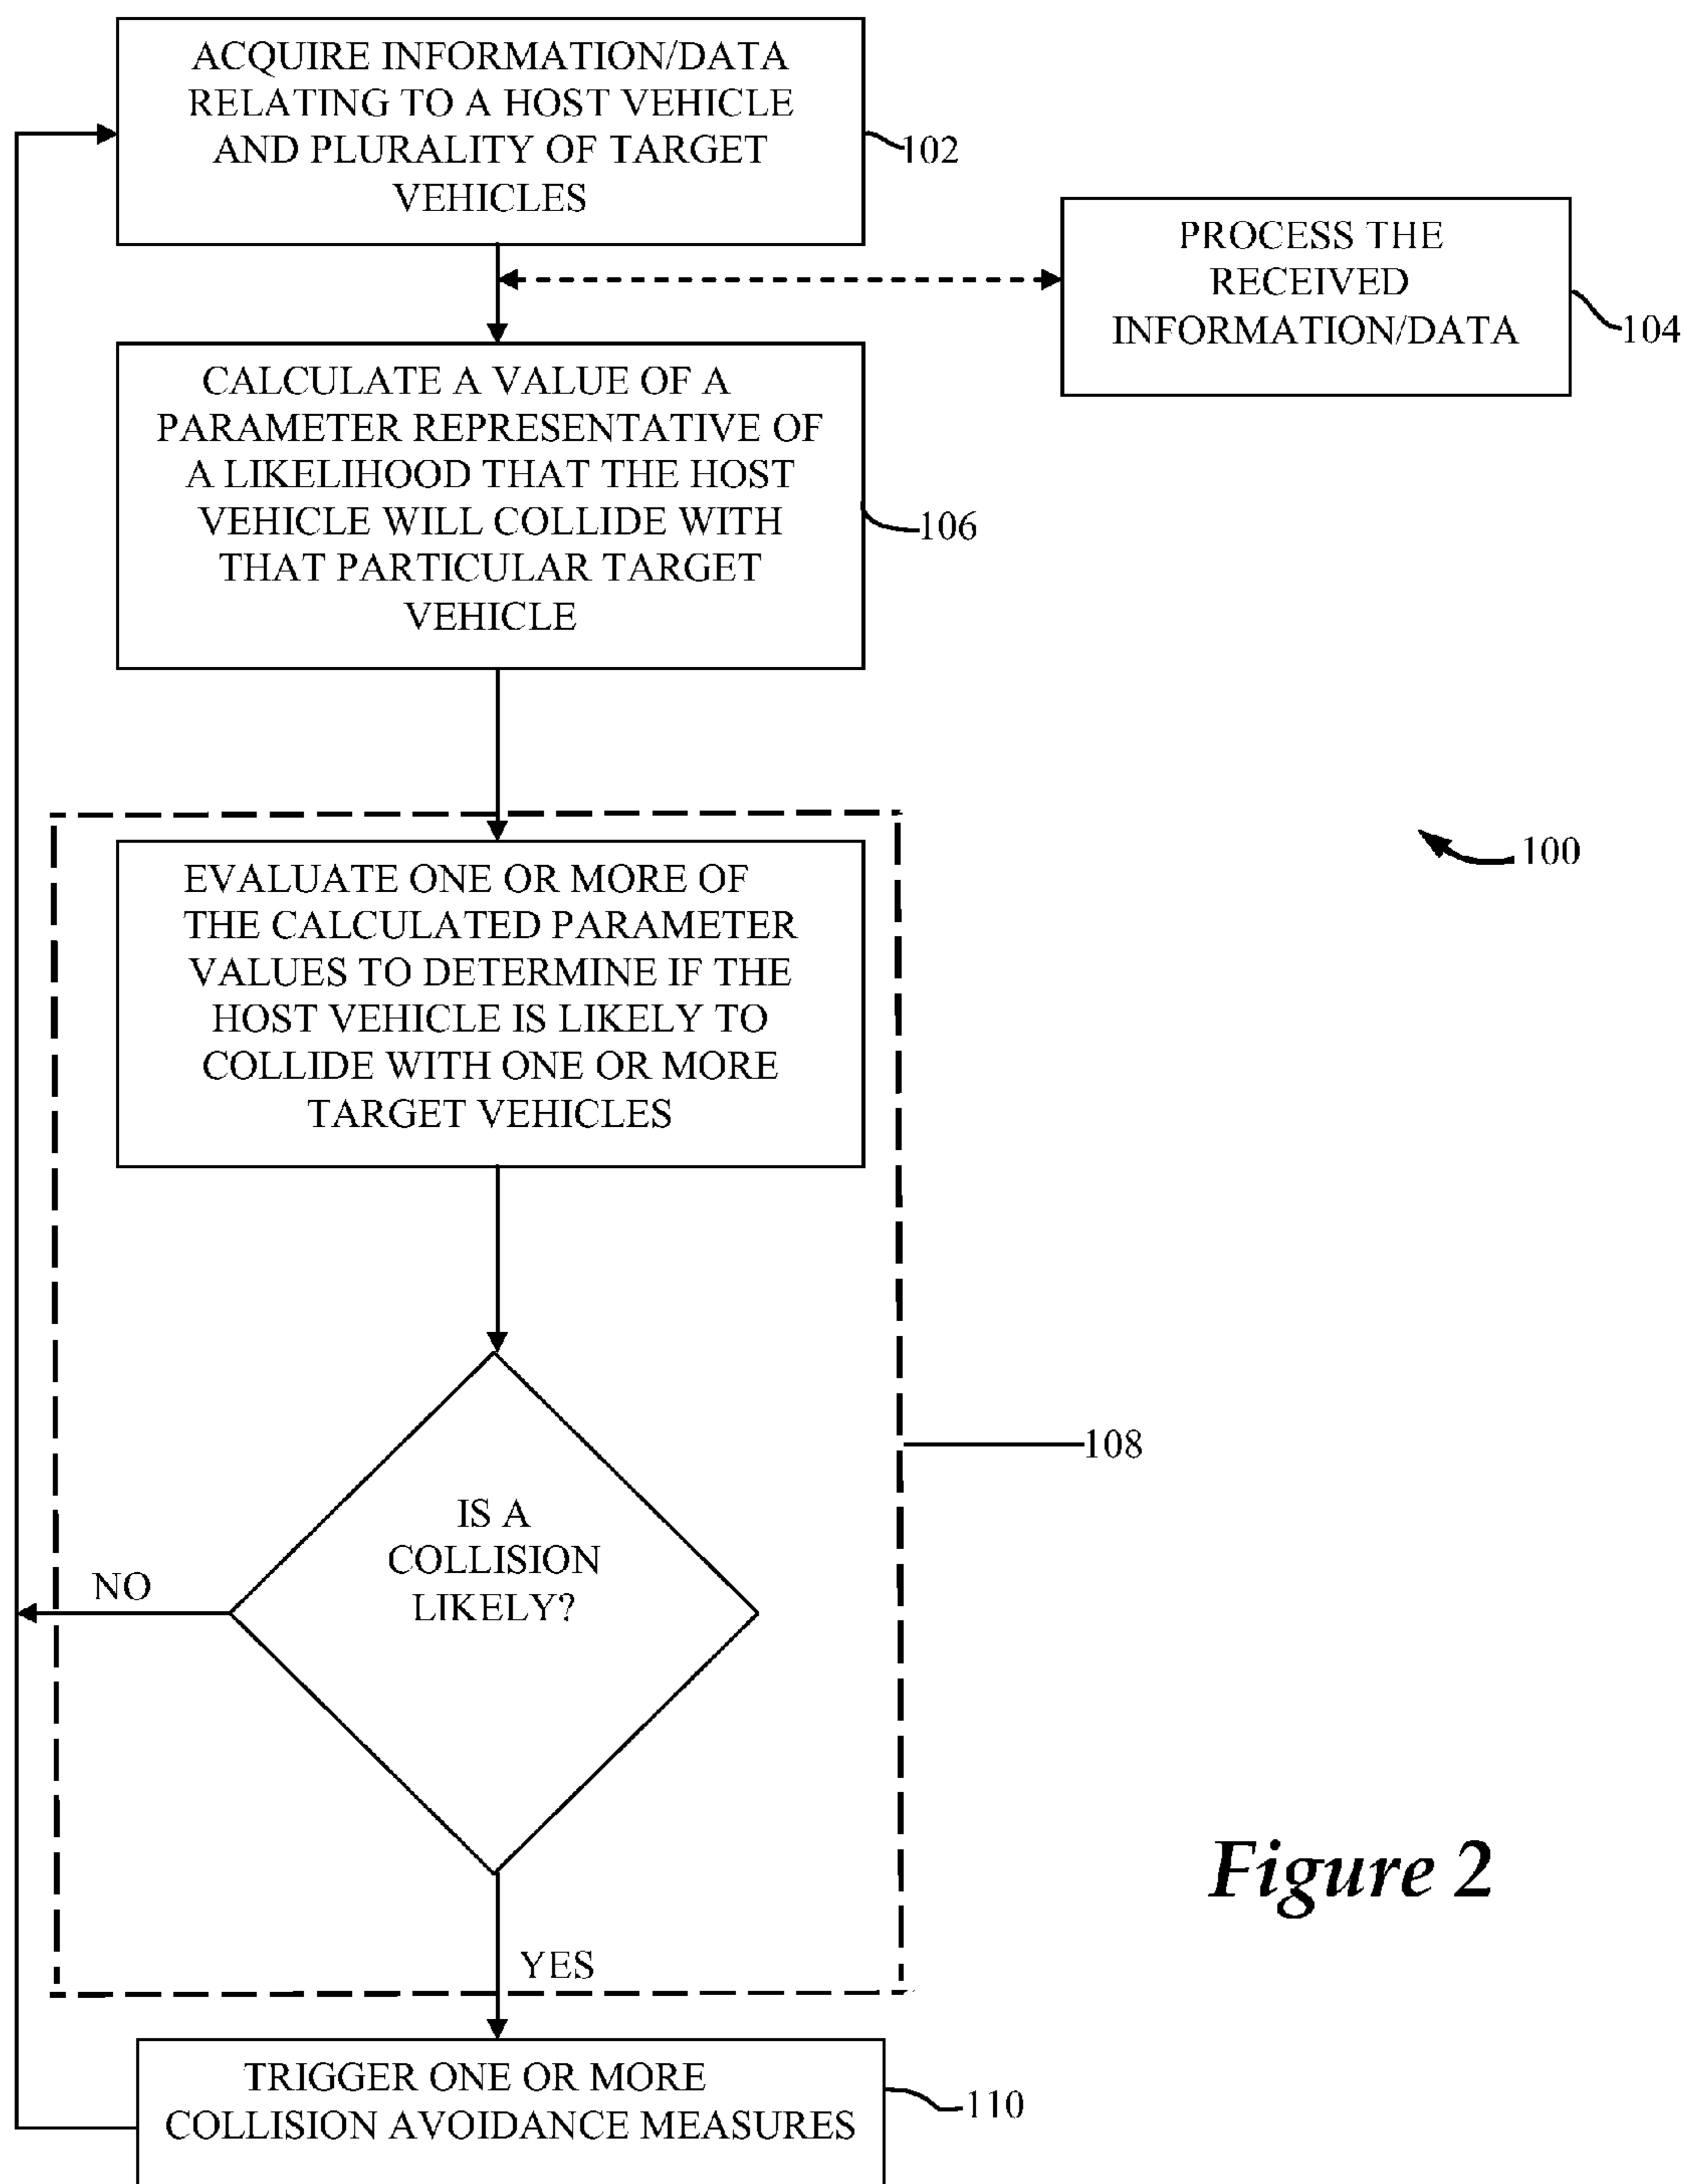 ACQUIRE INFORMATION/DATA
RELATING TO A HOST VEHICLE
AND PLURALITY OF TARGET
VEHICLES
102
PROCESS THE
RECEIVED
INFORMATION/DATA
104
CALCULATE A VALUE OF A
PARAMETER REPRESENTATIVE OF
A LIKELIHOOD THAT THE HOST
VEHICLE WILL COLLIDE WITH
THAT PARTICULAR TARGET
VEHICLE
106
100
EVALUATE ONE OR MORE OF
THE CALCULATED PARAMETER
VALUES TO DETERMINE IF THE
HOST VEHICLE IS LIKELY TO
COLLIDE WITH ONE OR MORE
TARGET VEHICLES
108
IS A
COLLISION
LIKELY?
NO
YES
Figure 2
TRIGGER ONE OR MORE
COLLISION AVOIDANCE MEASURES
110